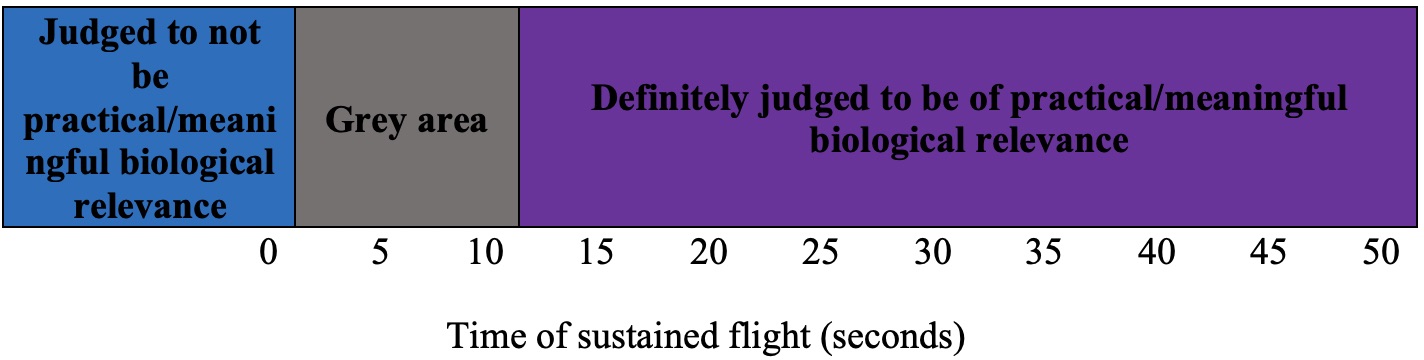 Judged to not
be
practical/meani
ngful biological
relevance
Grey area
Definitely judged to be of practical/meaningful
biological relevance
0 5 10 15 20 25 30 35 40 45 50
Time of sustained flight (seconds)